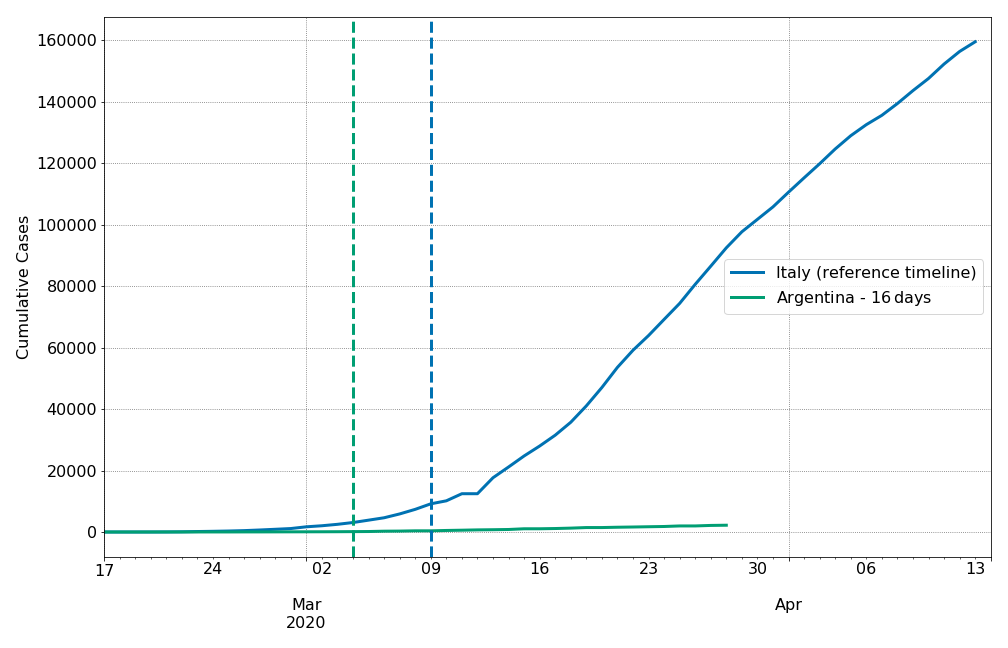 160000
140000
120000
100000
80000
60000
40000
20000
0
Cumulative Cases
Italy (reference timeline)
Argentina - 16 days
17 24 02 09 16 23 30 06 13
Mar Apr
2020